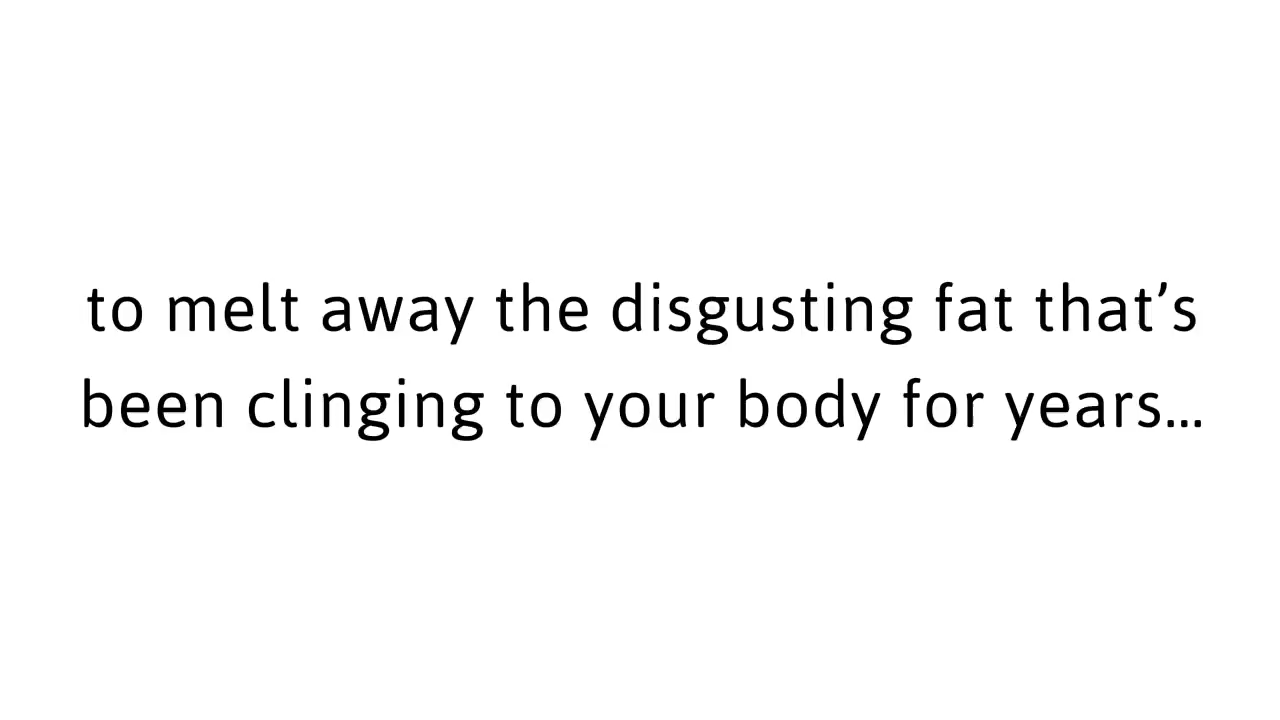 to melt away the disgusting fat that’s
been clinging to your body for years...